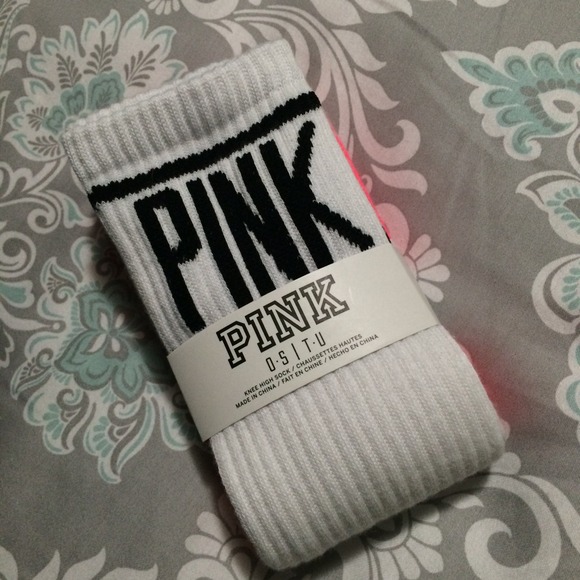 PINK
PINK
O·S|T·U
KNEE HIGH SOCK / CHAUSSETTES HAUTES
MADE IN CHINA / FAIT EN CHINE / HECHO EN CHINA